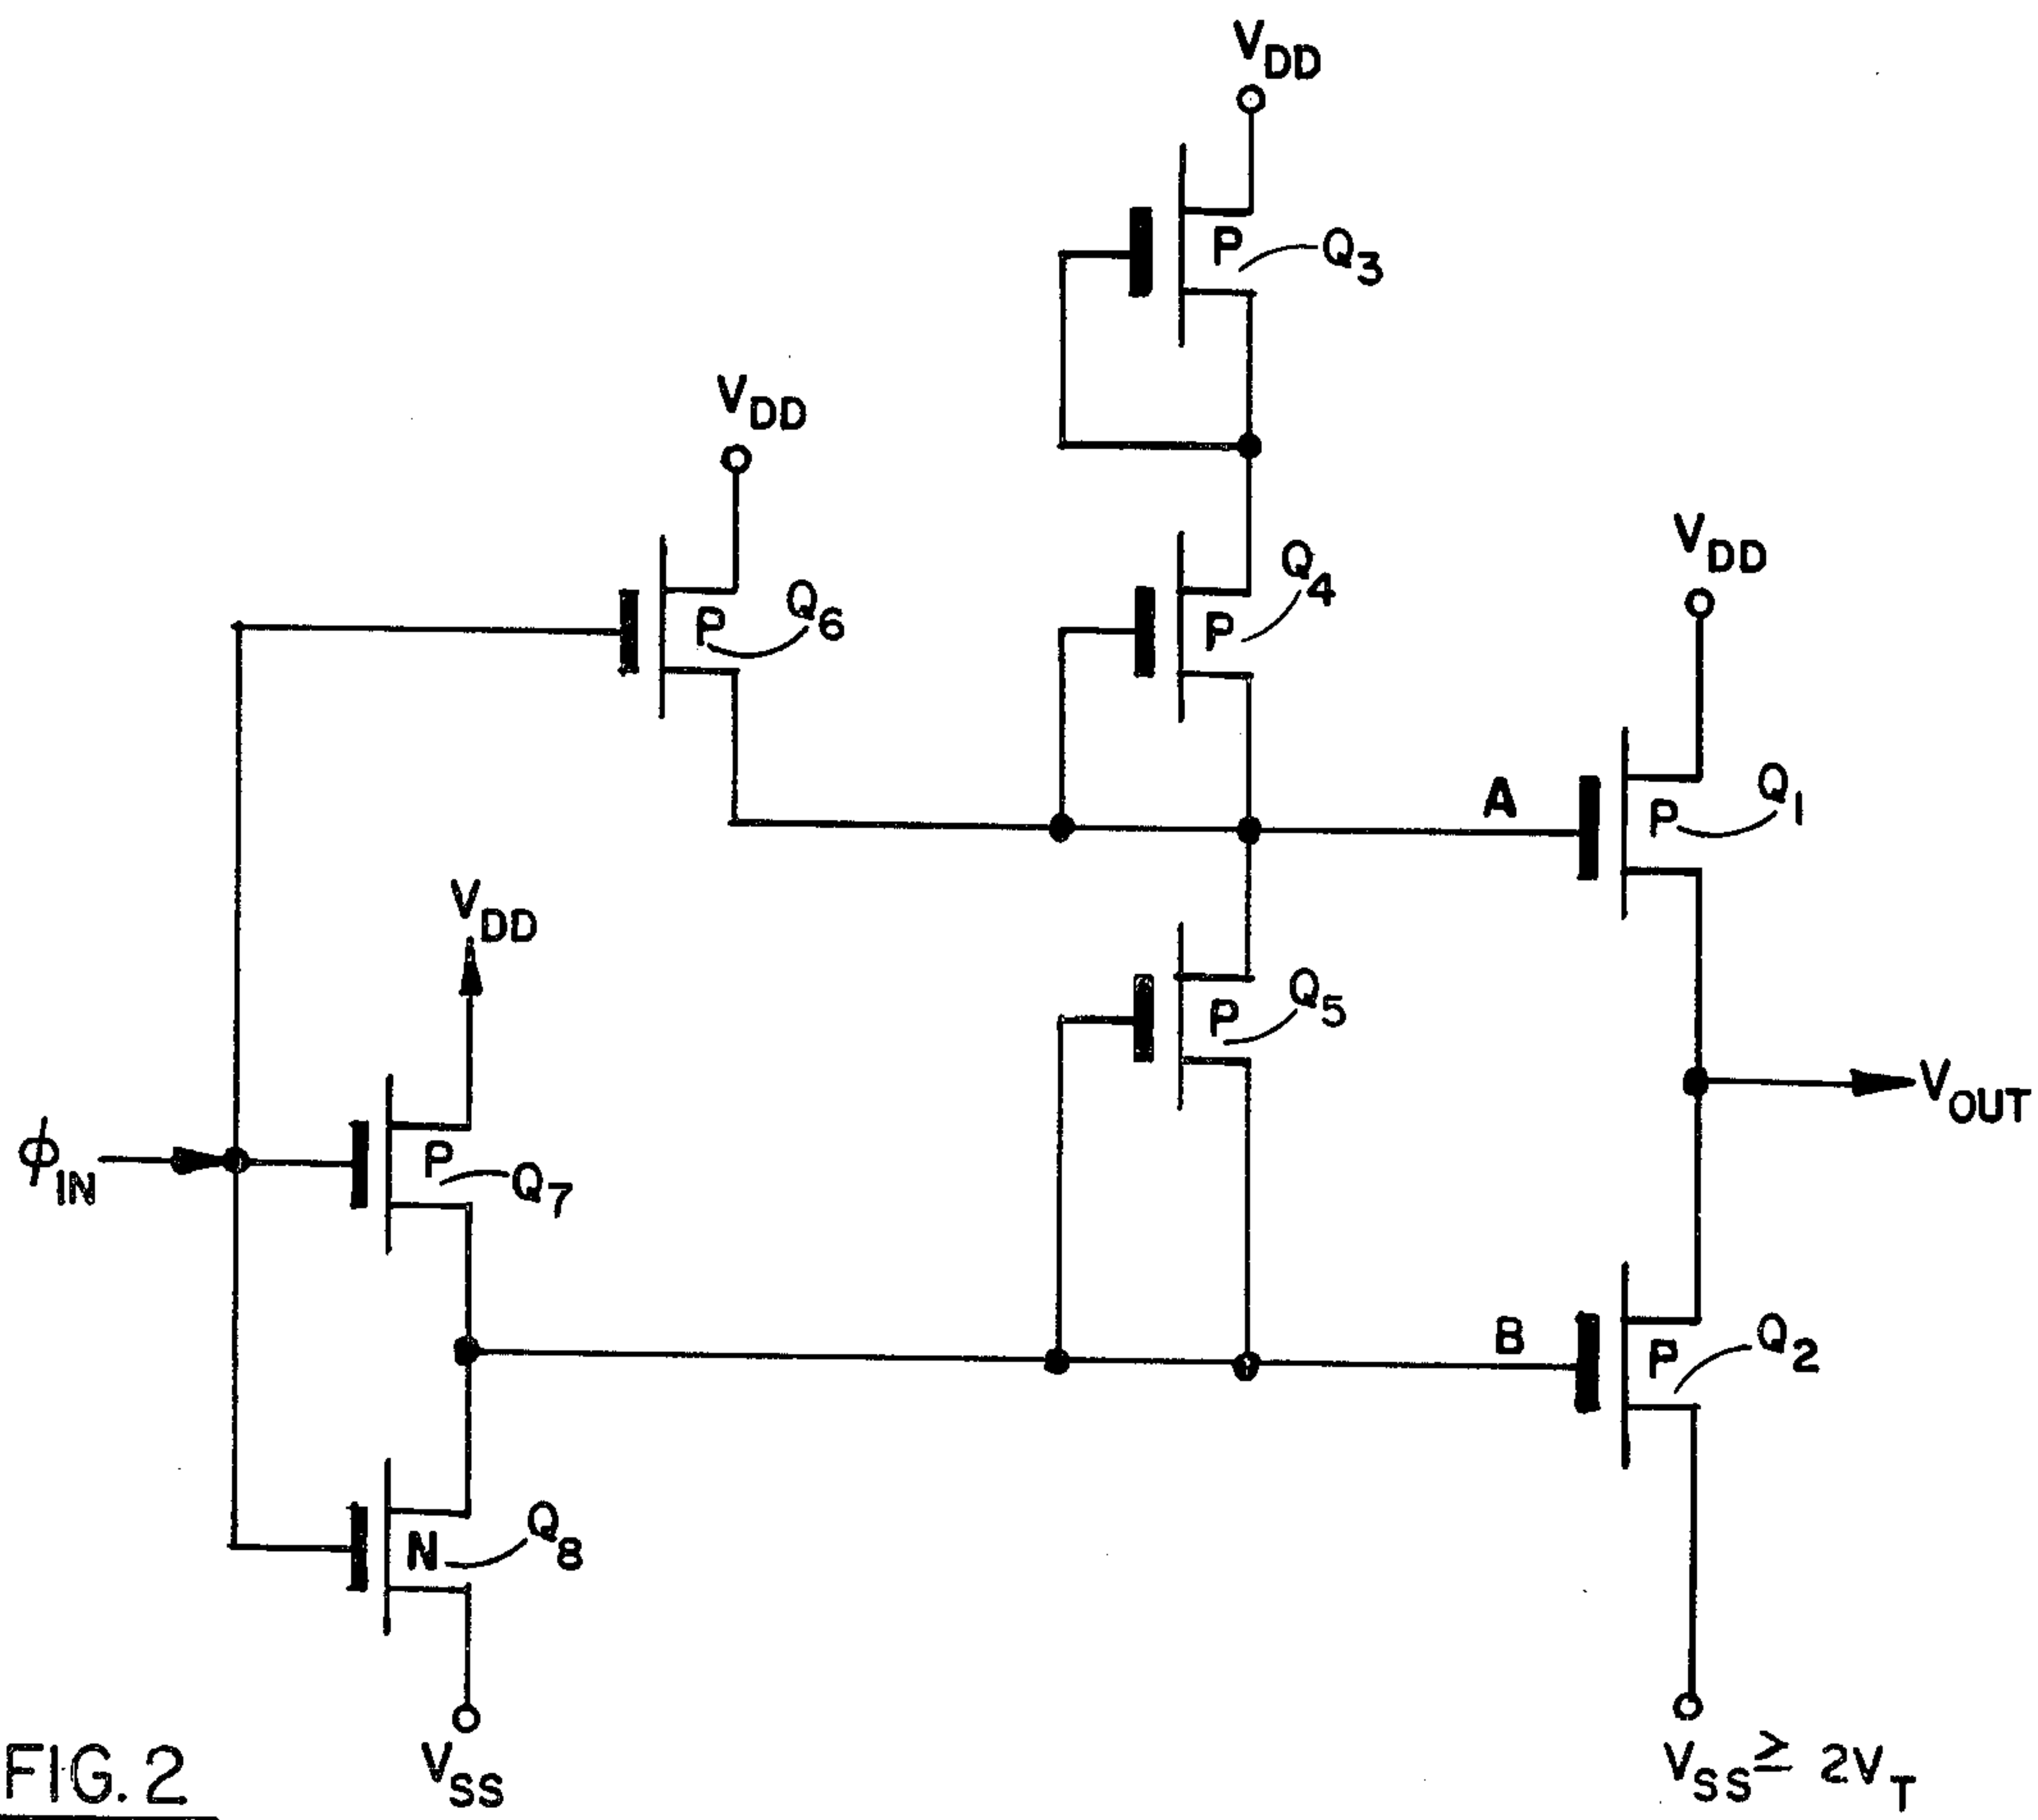 VDD
P Q3
VDD
Q4
P
VDD
P Q6
A
P Q1
VDD
P Q5
ϕIN
P Q7
VOUT
B
P Q2
N Q8
VSS
VSS ≥ 2VT
FIG. 2